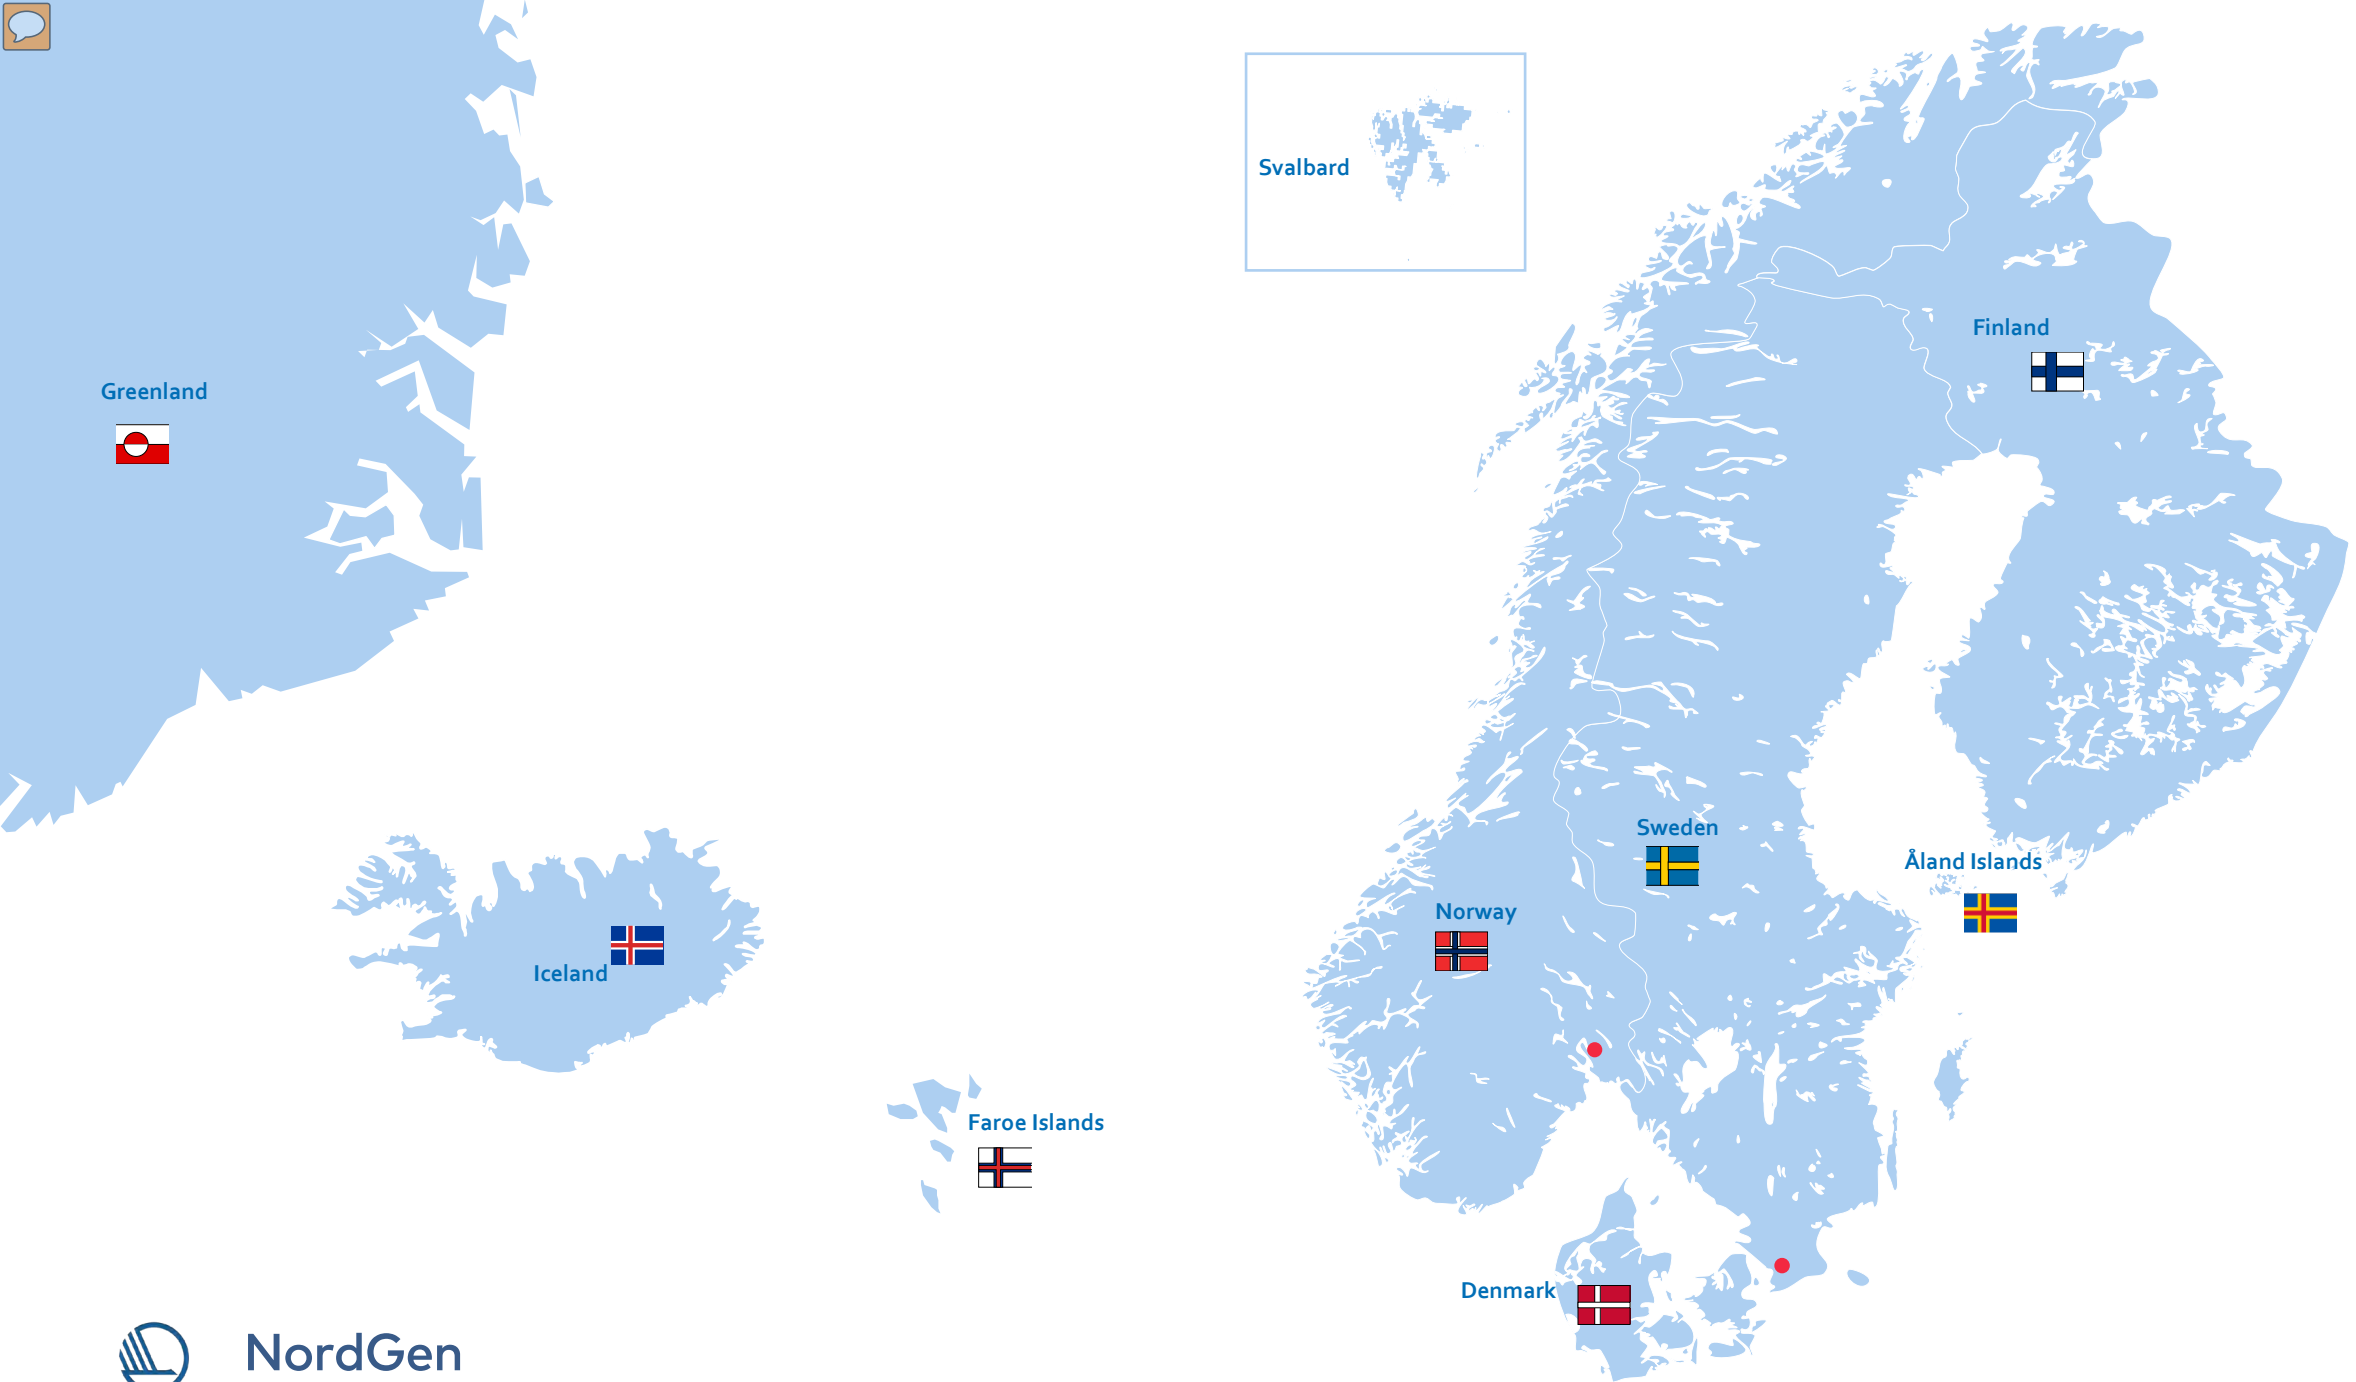 Svalbard
Finland
Greenland
Sweden
Åland Islands
Norway
Iceland
Faroe Islands
Denmark
NordGen